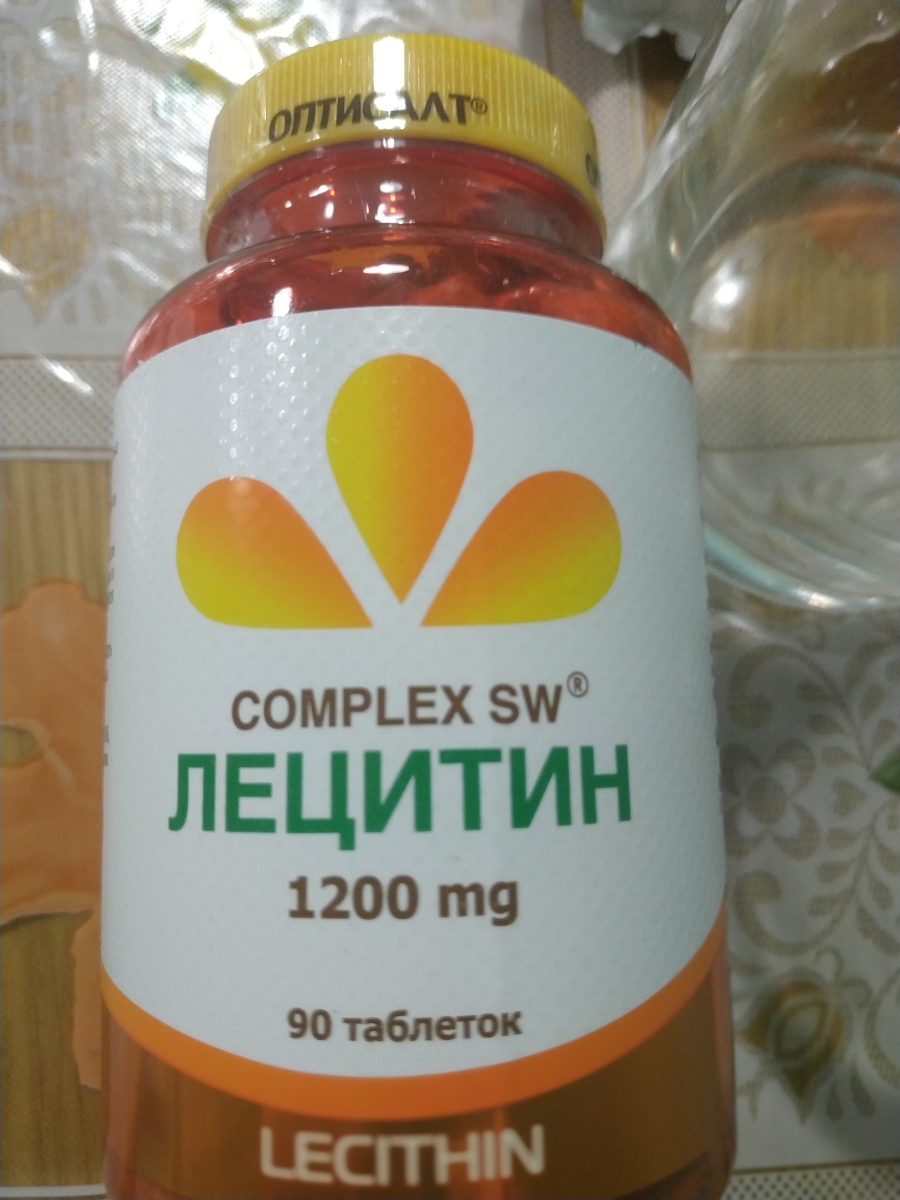 ОПТИСАЛТ®
COMPLEX SW®
ЛЕЦИТИН
1200 mg
90 таблеток
LECITHIN